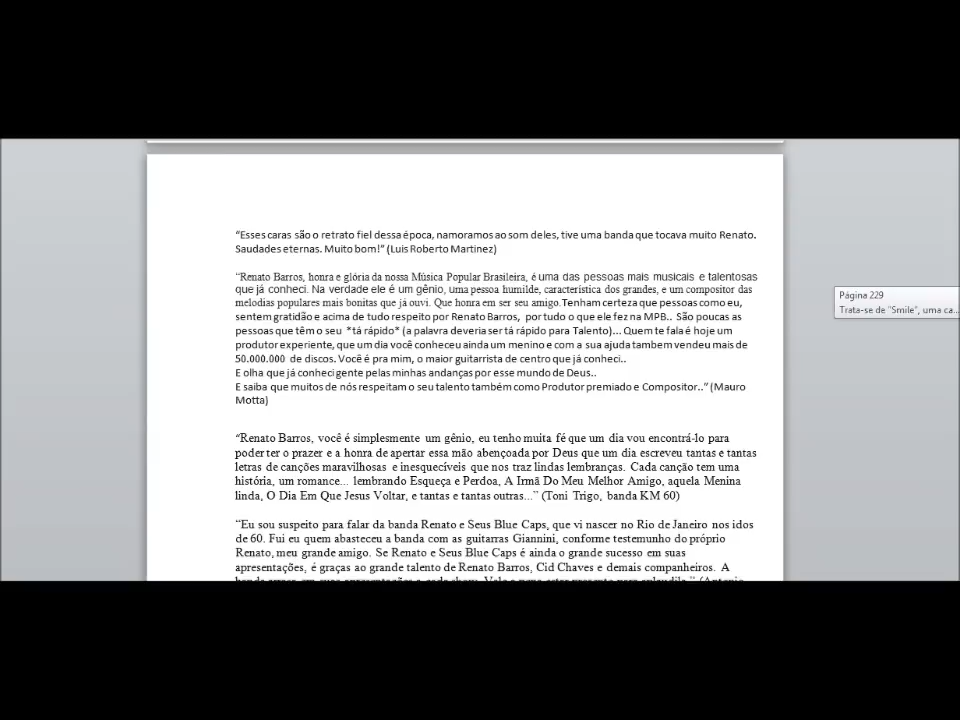 “Esses caras são o retrato fiel dessa época, namoramos ao som deles, tive uma banda que tocava muito Renato.
Saudades eternas. Muito bom!” (Luis Roberto Martinez)
“Renato Barros, honra e glória da nossa Música Popular Brasileira, é uma das pessoas mais musicais e talentosas
que já conheci. Na verdade ele é um gênio, uma pessoa humilde, característica dos grandes, e um compositor das
melodias populares mais bonitas que já ouvi. Que honra em ser seu amigo.Tenham certeza que pessoas como eu,
sentem gratidão e acima de tudo respeito por Renato Barros, por tudo o que ele fez na MPB.. São poucas as
pessoas que têm o seu *tá rápido* (a palavra deveria ser tá rápido para Talento)... Quem te fala é hoje um
produtor experiente, que um dia você conheceu ainda um menino e com a sua ajuda tambem vendeu mais de
50.000.000 de discos. Você é pra mim, o maior guitarrista de centro que já conheci..
E olha que já conheci gente pelas minhas andanças por esse mundo de Deus..
E saiba que muitos de nós respeitam o seu talento também como Produtor premiado e Compositor..” (Mauro
Motta)
“Renato Barros, você é simplesmente um gênio, eu tenho muita fé que um dia vou encontrá-lo para
poder ter o prazer e a honra de apertar essa mão abençoada por Deus que um dia escreveu tantas e tantas
letras de canções maravilhosas e inesquecíveis que nos traz lindas lembranças. Cada canção tem uma
história, um romance... lembrando Esqueça e Perdoa, A Irmã Do Meu Melhor Amigo, aquela Menina
linda, O Dia Em Que Jesus Voltar, e tantas e tantas outras...” (Toni Trigo, banda KM 60)
“Eu sou suspeito para falar da banda Renato e Seus Blue Caps, que vi nascer no Rio de Janeiro nos idos
de 60. Fui eu quem abasteceu a banda com as guitarras Giannini, conforme testemunho do próprio
Renato, meu grande amigo. Se Renato e Seus Blue Caps é ainda o grande sucesso em suas
apresentações, é graças ao grande talento de Renato Barros, Cid Chaves e demais companheiros. A
Página 229
Trata-se de "Smile", uma ca...